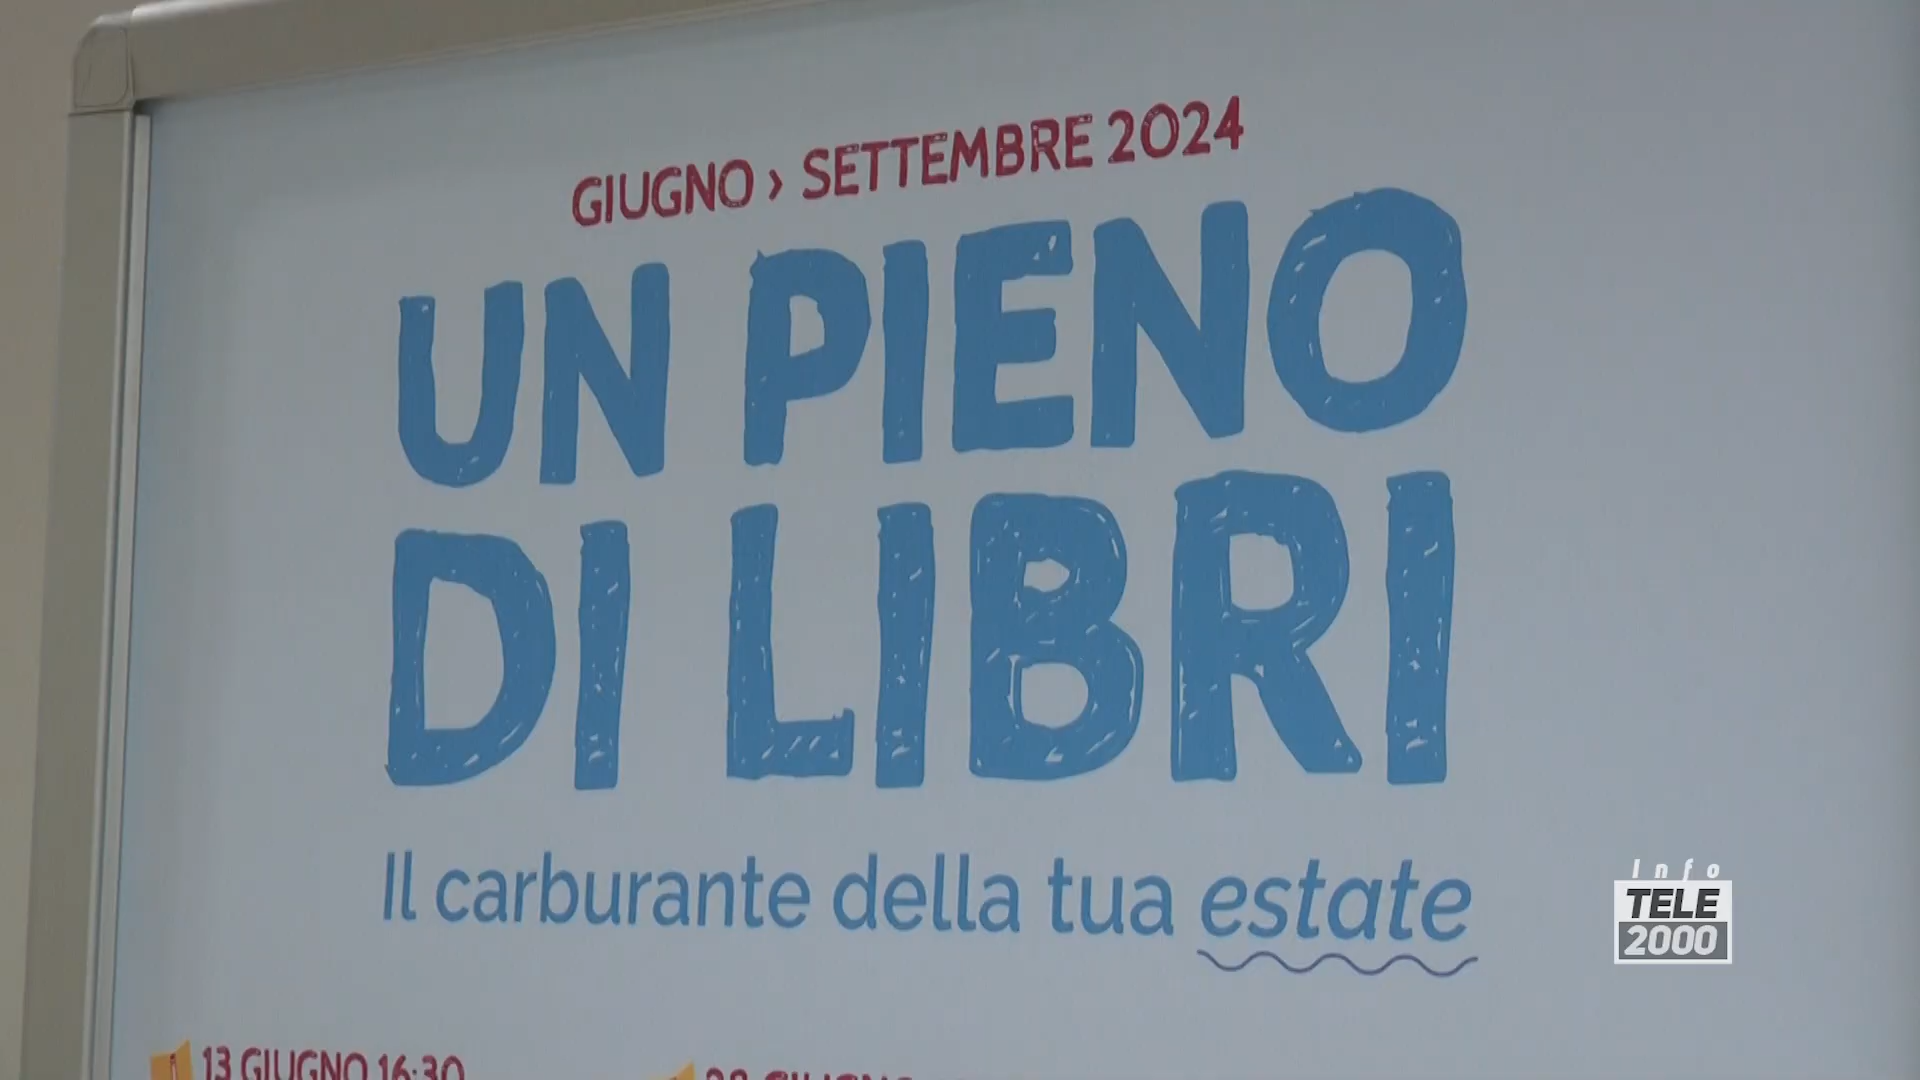 GIUGNO › SETTEMBRE 2024
UN PIENO
DI LIBRI
Il carburante della tua estate
Info
TELE
2000
13 GIUGNO 16:30
GIUGNO